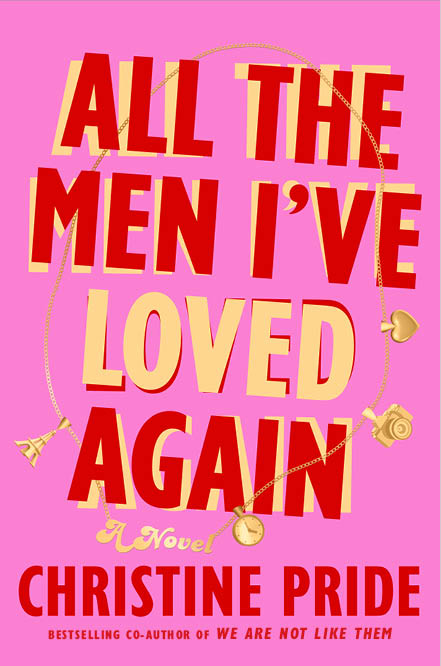 ALL THE
MEN I'VE
LOVED
AGAIN
A Novel
CHRISTINE PRIDE
BESTSELLING CO-AUTHOR OF WE ARE NOT LIKE THEM